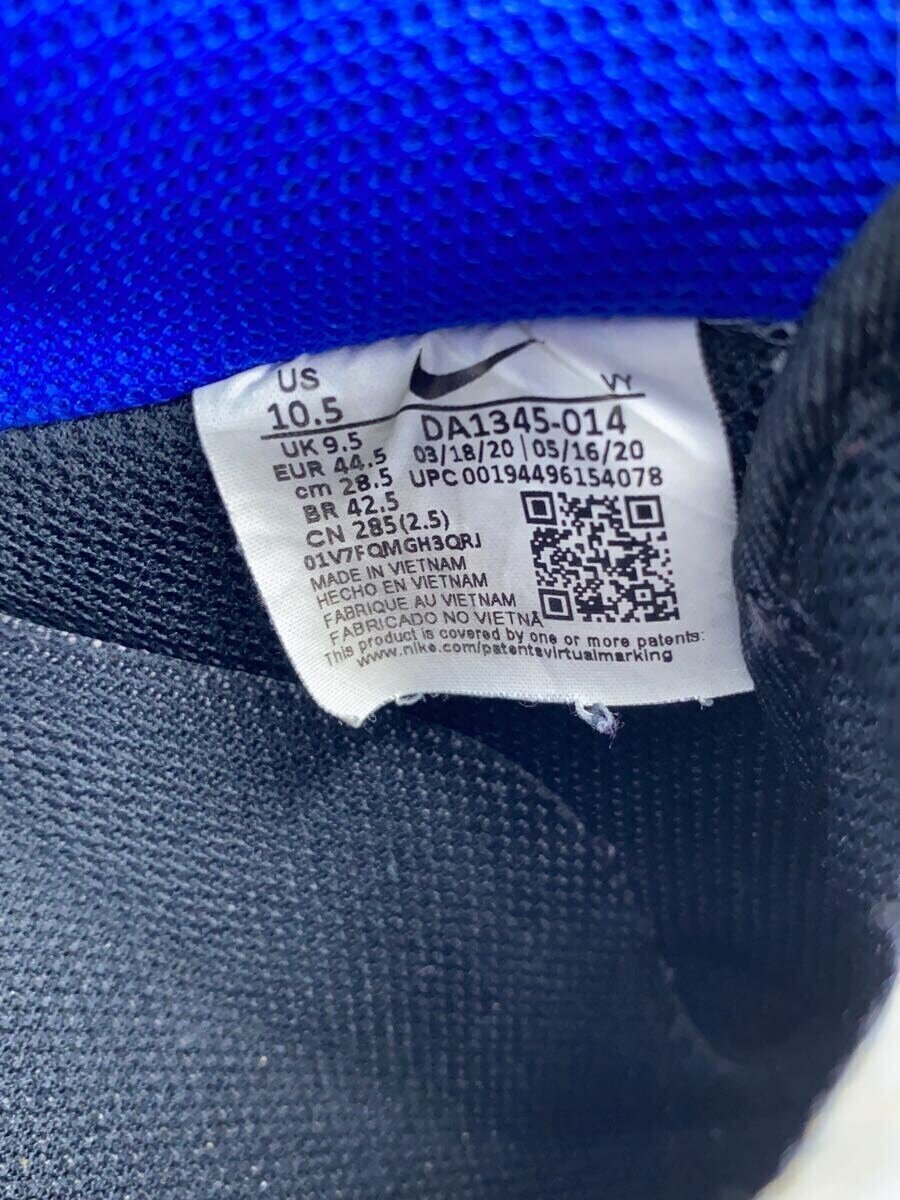 US
VY
10.5
DA1345-014
UK 9.5
03/18/20 | 05/16/20
EUR 44.5
UPC 00194496154078
cm 28.5
BR 42.5
CN 285(2.5)
01V7FQMGH3QRJ
MADE IN VIETNAM
HECHO EN VIETNAM
FABRIQUE AU VIETNAM
FABRICADO NO VIETNA
This product is covered by one or more patents:
www.nike.com/patentsvirtualmarking